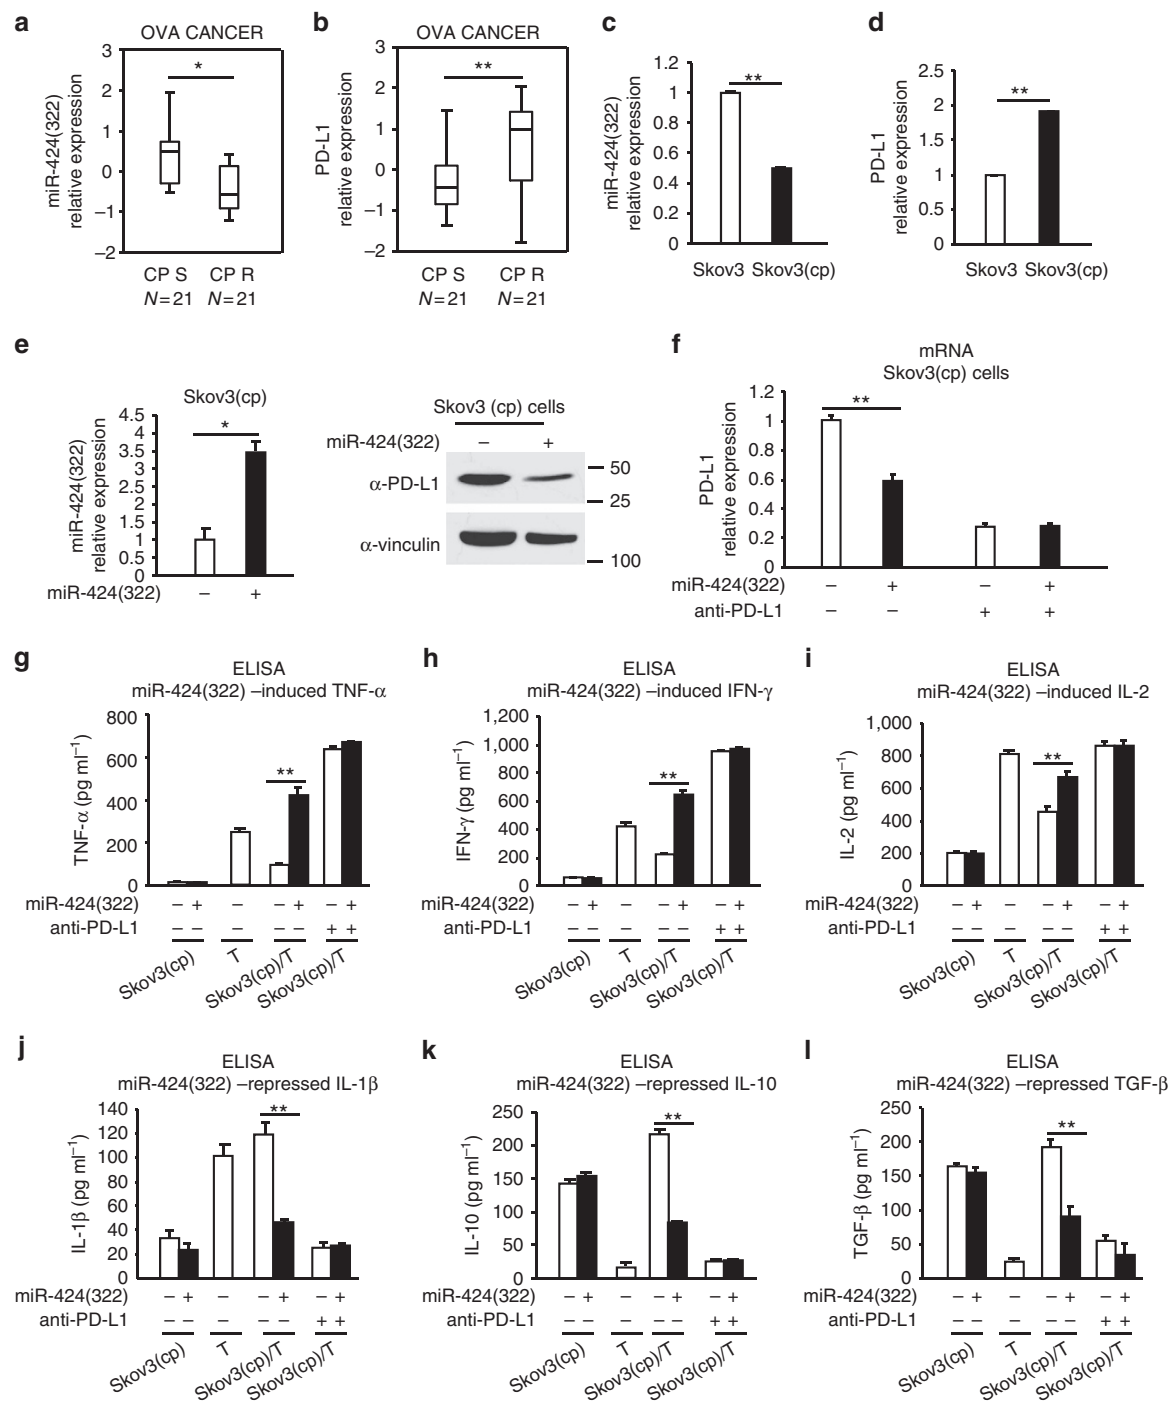 a
OVA CANCER
miR-424(322)
relative expression
3
2
1
0
–1
–2
*
CP S
CP R
N=21
N=21
b
OVA CANCER
PD-L1
relative expression
3
2
1
0
–1
–2
**
CP S
CP R
N=21
N=21
c
miR-424(322)
relative expression
1.2
1
0.8
0.6
0.4
0.2
0
**
Skov3 Skov3(cp)
d
PD-L1
relative expression
2.5
2
1.5
1
0.5
0
**
Skov3 Skov3(cp)
e
Skov3(cp)
miR-424(322)
relative expression
4.5
4
3.5
3
2.5
2
1.5
1
0.5
0
*
miR-424(322) – +
Skov3 (cp) cells
miR-424(322) – +
α-PD-L1
50
25
α-vinculin
100
f
mRNA
Skov3(cp) cells
PD-L1
relative expression
1.2
1
0.8
0.6
0.4
0.2
0
**
miR-424(322) – + – +
anti-PD-L1 – – + +
g
ELISA
miR-424(322) –induced TNF-α
TNF-α (pg ml–1)
800
600
400
200
0
**
miR-424(322) – + – – + – +
anti-PD-L1 – – – – – + +
Skov3(cp)
T
Skov3(cp)/T
Skov3(cp)/T
h
ELISA
miR-424(322) –induced IFN-γ
IFN-γ (pg ml–1)
1,200
1,000
800
600
400
200
0
**
miR-424(322) – + – – + – +
anti-PD-L1 – – – – – + +
Skov3(cp)
T
Skov3(cp)/T
Skov3(cp)/T
i
ELISA
miR-424(322) –induced IL-2
IL-2 (pg ml–1)
1,000
800
600
400
200
0
**
miR-424(322) – + – – + – +
anti-PD-L1 – – – – – + +
Skov3(cp)
T
Skov3(cp)/T
Skov3(cp)/T
j
ELISA
miR-424(322) –repressed IL-1β
IL-1β (pg ml–1)
140
120
100
80
60
40
20
0
**
miR-424(322) – + – – + – +
anti-PD-L1 – – – – – + +
Skov3(cp)
T
Skov3(cp)/T
Skov3(cp)/T
k
ELISA
miR-424(322) –repressed IL-10
IL-10 (pg ml–1)
250
200
150
100
50
0
**
miR-424(322) – + – – + – +
anti-PD-L1 – – – – – + +
Skov3(cp)
T
Skov3(cp)/T
Skov3(cp)/T
l
ELISA
miR-424(322) –repressed TGF-β
TGF-β (pg ml–1)
250
200
150
100
50
0
**
miR-424(322) – + – – + – +
anti-PD-L1 – – – – – + +
Skov3(cp)
T
Skov3(cp)/T
Skov3(cp)/T